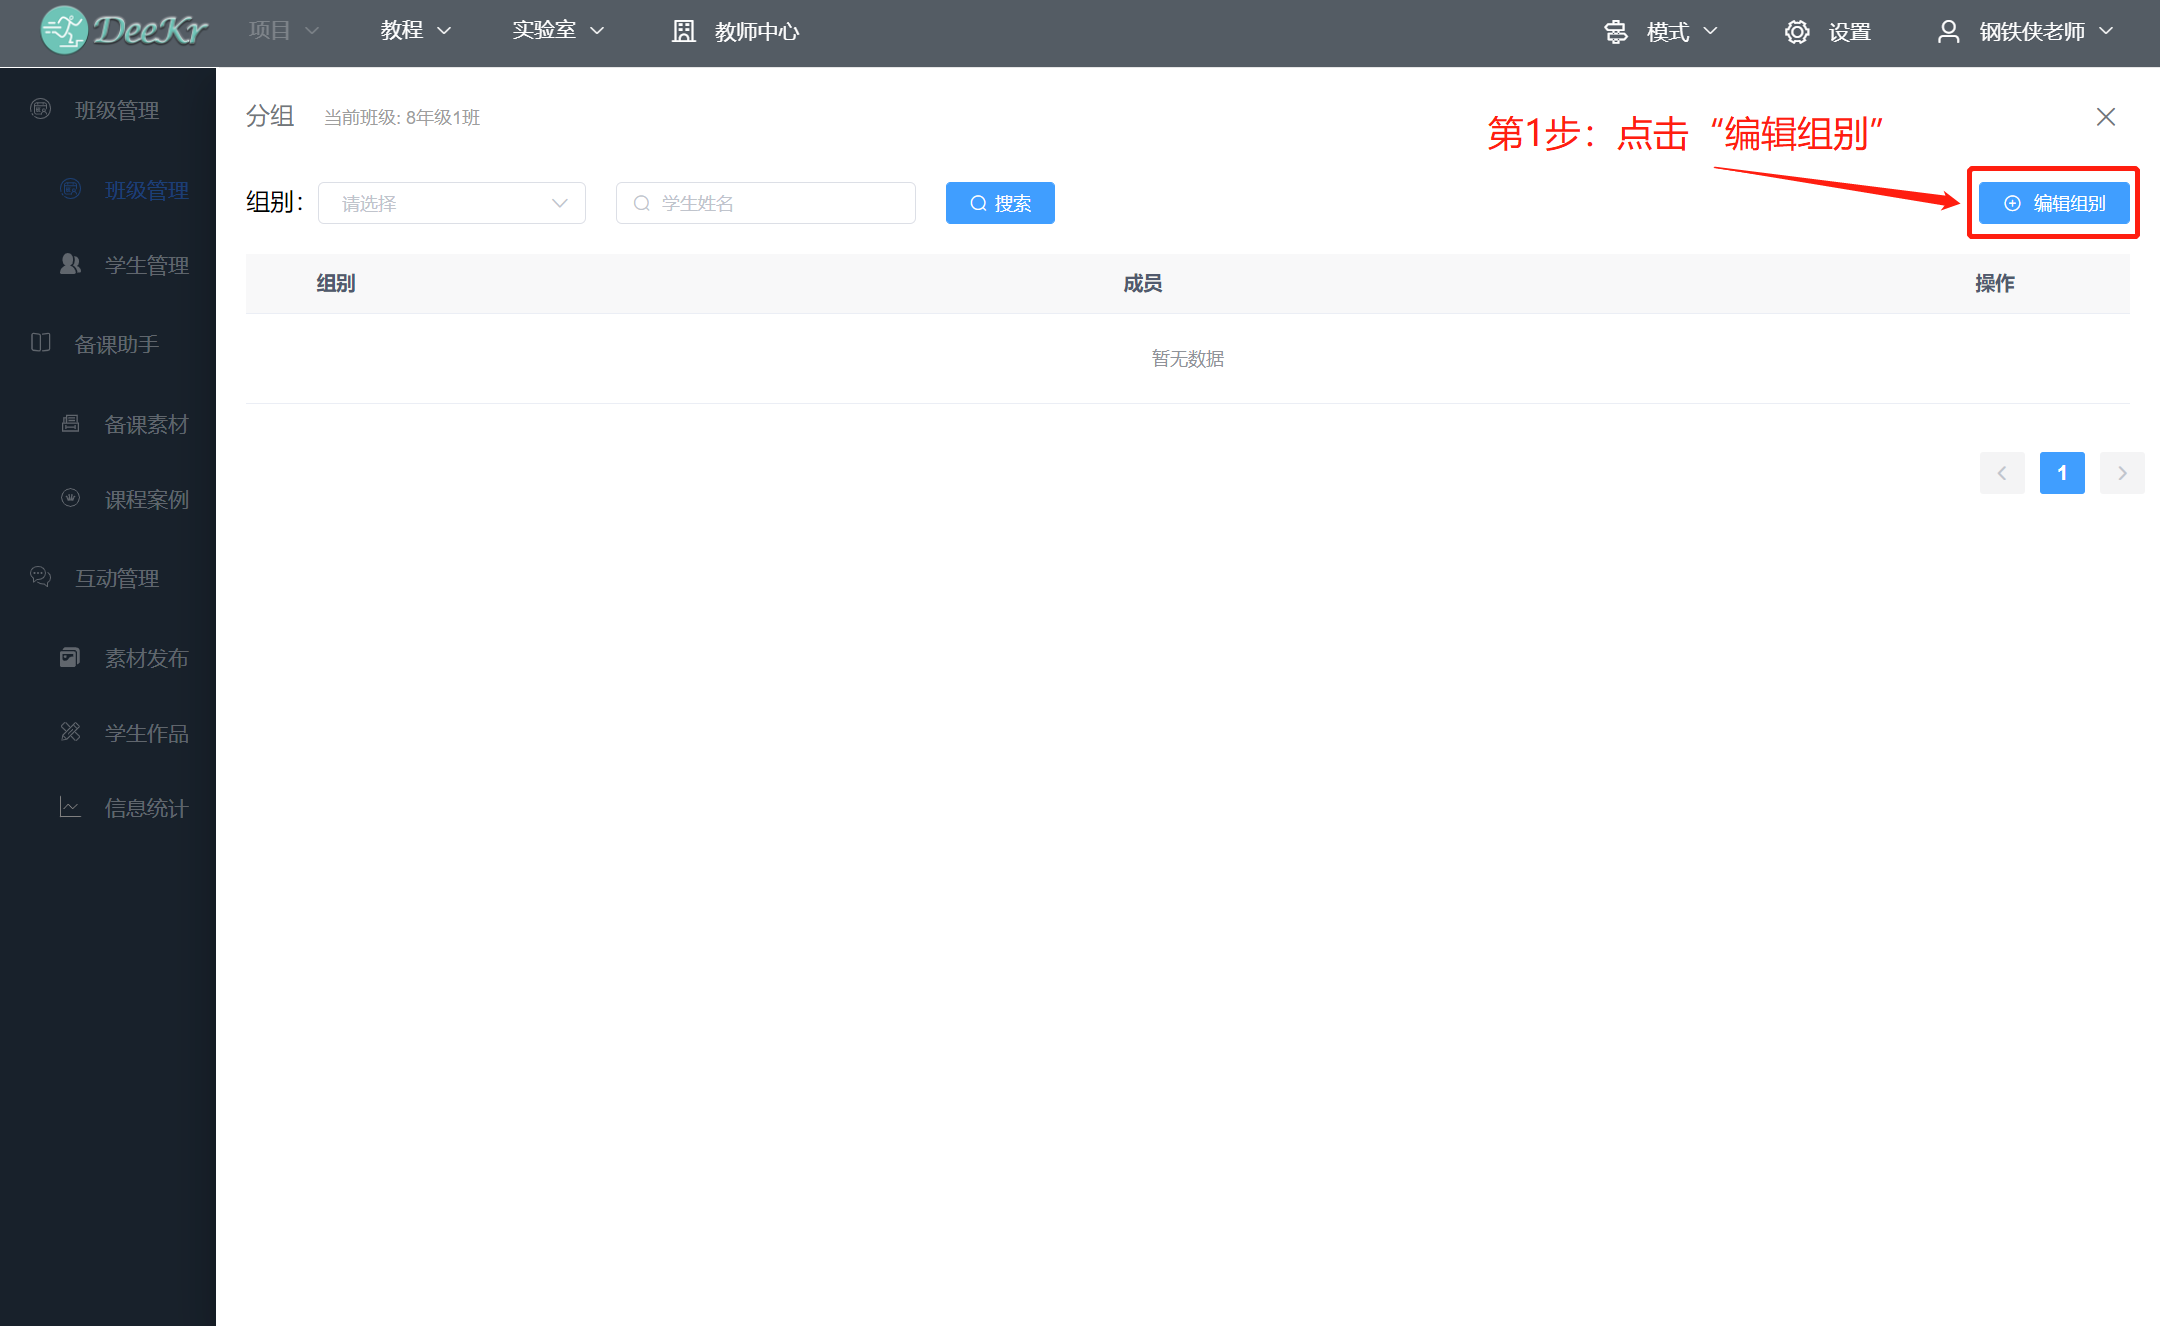 DeeKr 项目 教程 实验室 教师中心 模式 设置 钢铁侠老师
班级管理
班级管理
学生管理
备课助手
备课素材
课程案例
互动管理
素材发布
学生作品
信息统计
分组 当前班级: 8年级1班
第1步：点击“编辑组别”
组别： 请选择 学生姓名 搜索 编辑组别
组别 成员 操作
暂无数据
1